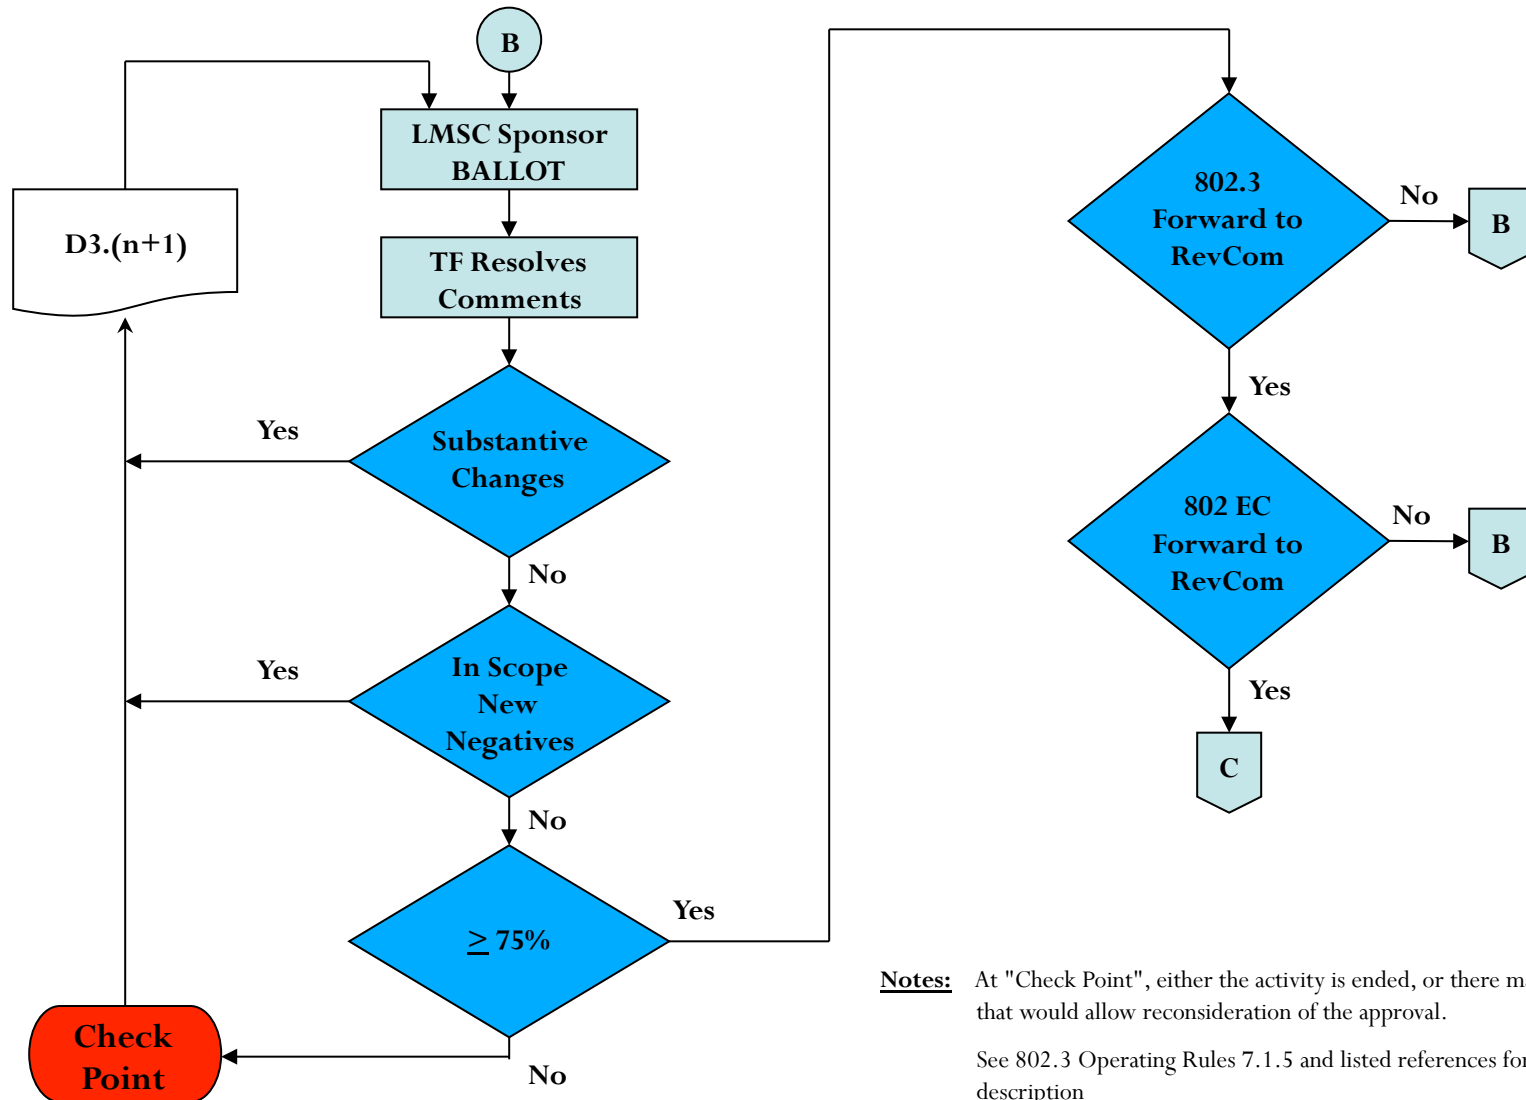 B
LMSC Sponsor
BALLOT
D3.(n+1)
TF Resolves
Comments
Yes
Substantive
Changes
No
Yes
In Scope
New
Negatives
No
≥ 75%
Yes
Check
Point
No
802.3
Forward to
RevCom
No
B
Yes
802 EC
Forward to
RevCom
No
B
Yes
C
Notes: At "Check Point", either the activity is ended, or there
that would allow reconsideration of the approval.
See 802.3 Operating Rules 7.1.5 and listed references for
description